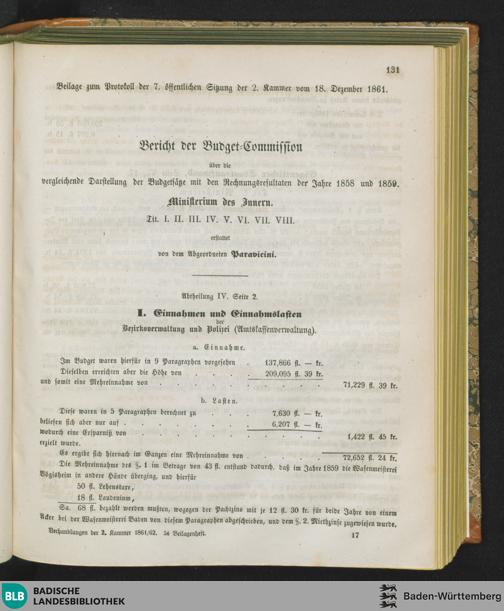 131
Beilage zum Protokoll der 7. öffentlichen Sitzung der 2. Kammer vom 18. Dezember 1861.
Bericht der Budget-Commission
über die
vergleichende Darstellung der Budgetsätze mit den Rechnungsresultaten der Jahre 1858 und 1859.
Ministerium des Innern.
Tit. I. II. III. IV. V. VI. VII. VIII.
erstattet
von dem Abgeordneten Paravicini.
Abtheilung IV. Seite 2.
I. Einnahmen und Einnahmslasten
der
Bezirksverwaltung und Polizei (Amtskassenverwaltung).
a. Einnahme.
Im Budget waren hierfür in 9 Paragraphen vorgesehen . 137,866 fl. — kr.
Dieselben erreichten aber die Höhe von . . . . 209,095 fl. 39 kr.
und somit eine Mehreinnahme von . . . . . . . . 71,229 fl. 39 kr.
b. Lasten.
Diese waren in 5 Paragraphen berechnet zu . . . . 7,630 fl. — kr.
beliefen sich aber nur auf . . . . . . 6,207 fl. — kr.
wodurch eine Ersparniß von . . . . . . . . . 1,422 fl. 45 kr.
erzielt wurde.
Es ergibt sich hiernach im Ganzen eine Mehreinnahme von . . . . 72,652 fl. 24 kr.
Die Mehreinnahme des §. 1 im Betrage von 43 fl. entstund dadurch, daß im Jahre 1859 die Wasenmeisterei
Bögisheim in andere Hände überging, und hierfür
50 fl. Lehenstare,
18 fl. Laudemium,
Sa. 68 fl. bezahlt werden mußten, wogegen der Pachtzins mit je 12 fl. 30 kr. für beide Jahre von einem
Acker bei der Wasenmeisterei Baden von diesem Paragraphen abgeschrieben, und dem §. 2. Miethzinse zugewiesen wurde.
Verhandlungen der 2. Kammer 1861/62. 5s Beilagenheft. 17
BLB BADISCHE
LANDESBIBLIOTHEK
Baden-Württemberg